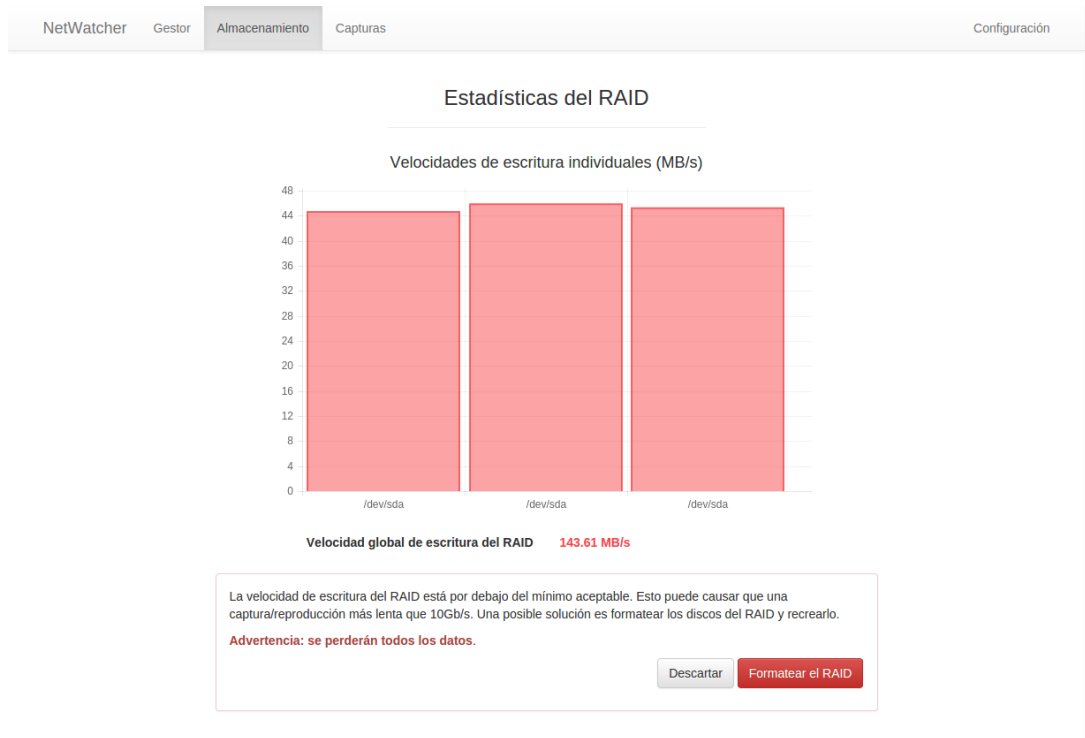 NetWatcher Gestor Almacenamiento Capturas Configuración
Estadísticas del RAID
Velocidades de escritura individuales (MB/s)
48
44
40
36
32
28
24
20
16
12
8
4
0
/dev/sda /dev/sda /dev/sda
Velocidad global de escritura del RAID 143.61 MB/s
La velocidad de escritura del RAID está por debajo del mínimo aceptable. Esto puede causar que una
captura/reproducción más lenta que 10Gb/s. Una posible solución es formatear los discos del RAID y recrearlo.
Advertencia: se perderán todos los datos.
Descartar Formatear el RAID